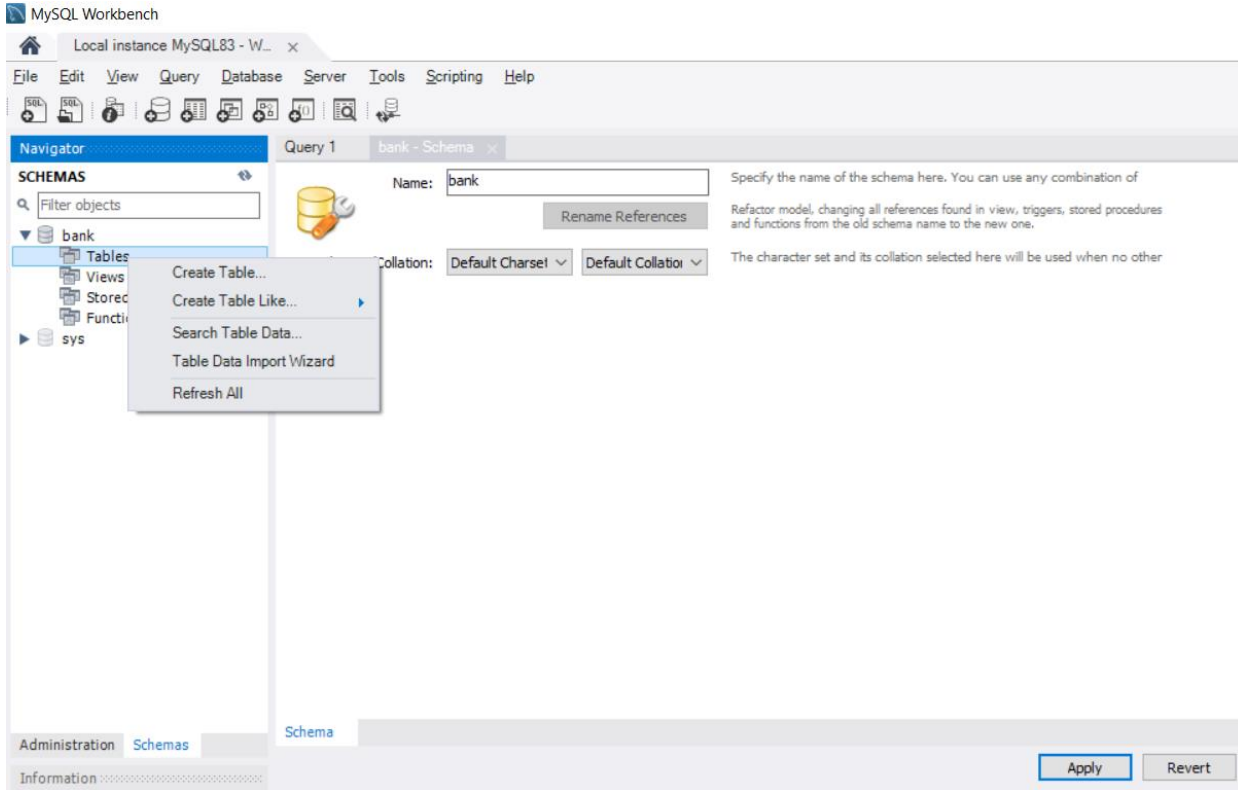 MySQL Workbench
Local instance MySQL83 - W...
File Edit View Query Database Server Tools Scripting Help
SQL SQL
Navigator
SCHEMAS
Filter objects
bank
Tables
Views
Stored
Functi
sys
Create Table...
Create Table Like...
Search Table Data...
Table Data Import Wizard
Refresh All
Administration Schemas
Information
Query 1 bank - Schema
Name: bank
Specify the name of the schema here. You can use any combination of
Rename References
Refactor model, changing all references found in view, triggers, stored procedures
and functions from the old schema name to the new one.
Collation: Default Charset Default Collation
The character set and its collation selected here will be used when no other
Schema
Apply Revert